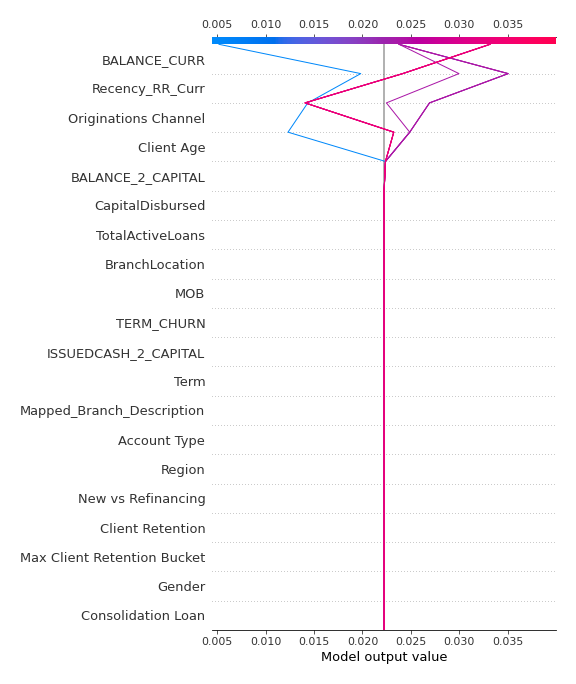 0.005 0.010 0.015 0.020 0.025 0.030 0.035
BALANCE_CURR
Recency_RR_Curr
Originations Channel
Client Age
BALANCE_2_CAPITAL
CapitalDisbursed
TotalActiveLoans
BranchLocation
MOB
TERM_CHURN
ISSUEDCASH_2_CAPITAL
Term
Mapped_Branch_Description
Account Type
Region
New vs Refinancing
Client Retention
Max Client Retention Bucket
Gender
Consolidation Loan
0.005 0.010 0.015 0.020 0.025 0.030 0.035
Model output value